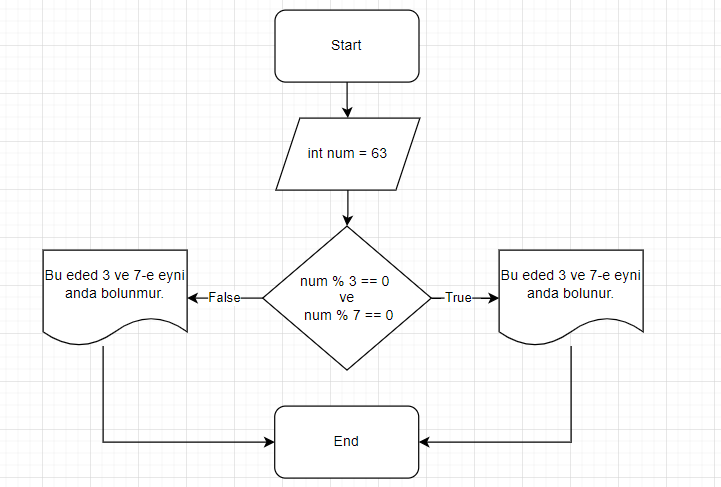 Start
int num = 63
num % 3 == 0
ve
num % 7 == 0
False
True
Bu eded 3 ve 7-e eyni
anda bolunmur.
Bu eded 3 ve 7-e eyni
anda bolunur.
End